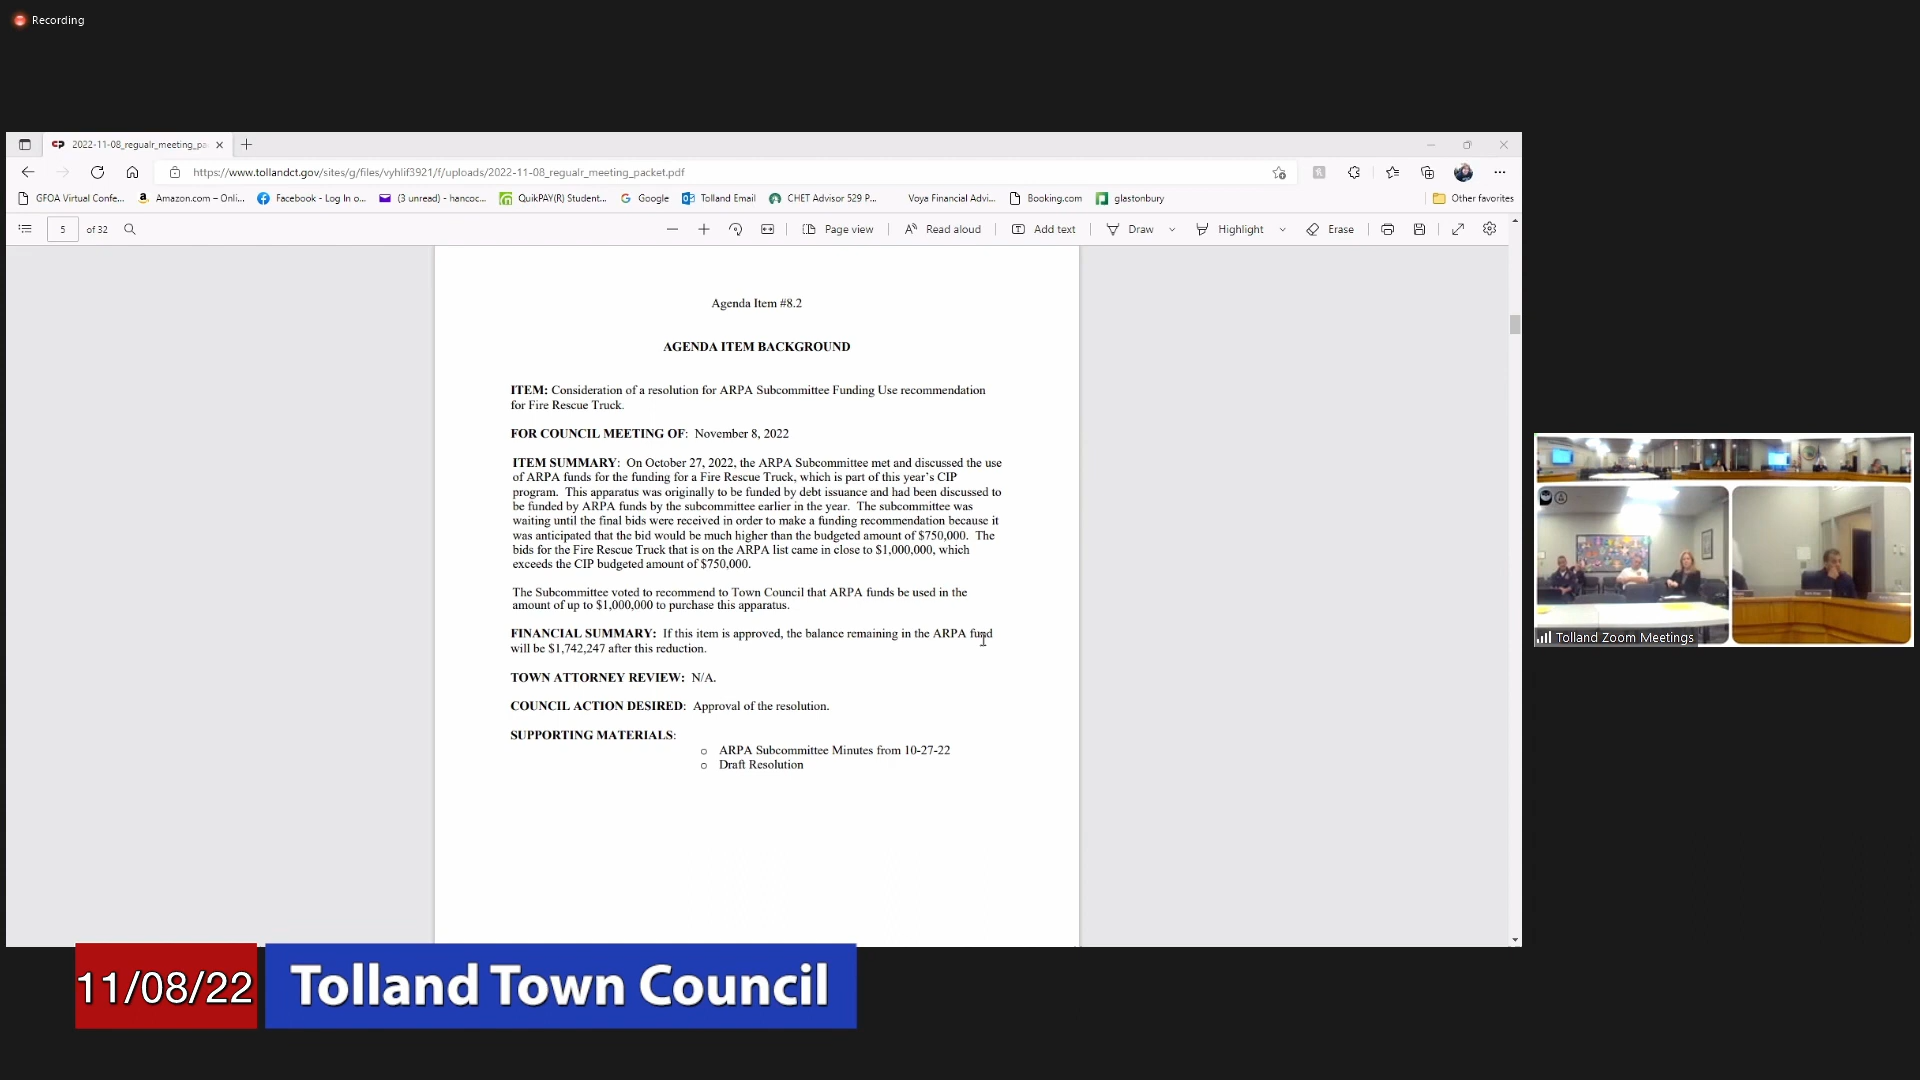 Recording
2022-11-08_regualr_meeting_pa
https://www.tollandct.gov/sites/g/files/vyhlif3921/f/uploads/2022-11-08_regualr_meeting_packet.pdf
GFOA Virtual Confe... Amazon.com – Onli... Facebook - Log In o... (3 unread) - hancoc... QuikPAY(R) Student... Google Tolland Email CHET Advisor 529 P... Voya Financial Advi... Booking.com glastonbury Other favorites
5 of 32 Page view Read aloud Add text Draw Highlight Erase
Agenda Item #8.2
AGENDA ITEM BACKGROUND
ITEM: Consideration of a resolution for ARPA Subcommittee Funding Use recommendation
for Fire Rescue Truck.
FOR COUNCIL MEETING OF: November 8, 2022
ITEM SUMMARY: On October 27, 2022, the ARPA Subcommittee met and discussed the use
of ARPA funds for the funding for a Fire Rescue Truck, which is part of this year's CIP
program. This apparatus was originally to be funded by debt issuance and had been discussed to
be funded by ARPA funds by the subcommittee earlier in the year. The subcommittee was
waiting until the final bids were received in order to make a funding recommendation because it
was anticipated that the bid would be much higher than the budgeted amount of $750,000. The
bids for the Fire Rescue Truck that is on the ARPA list came in close to $1,000,000, which
exceeds the CIP budgeted amount of $750,000.
The Subcommittee voted to recommend to Town Council that ARPA funds be used in the
amount of up to $1,000,000 to purchase this apparatus.
FINANCIAL SUMMARY: If this item is approved, the balance remaining in the ARPA fund
will be $1,742,247 after this reduction.
TOWN ATTORNEY REVIEW: N/A.
COUNCIL ACTION DESIRED: Approval of the resolution.
SUPPORTING MATERIALS:
o ARPA Subcommittee Minutes from 10-27-22
o Draft Resolution
Tolland Zoom Meetings
11/08/22 Tolland Town Council